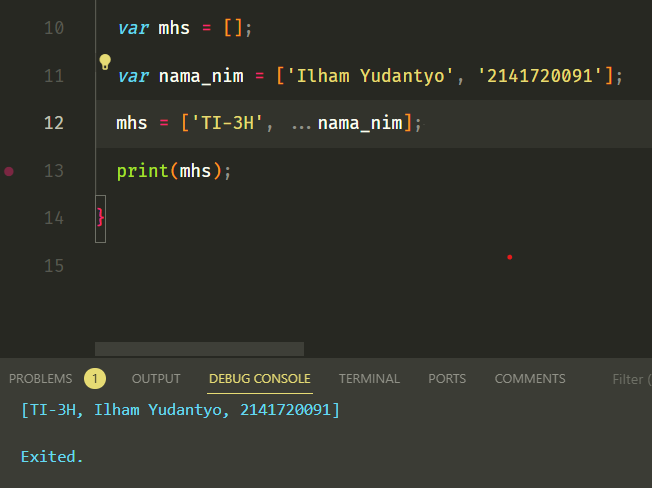 10 var mhs = [];
11 var nama_nim = ['Ilham Yudantyo', '2141720091'];
12 mhs = ['TI-3H', ...nama_nim];
13 print(mhs);
14 }
15
PROBLEMS 1 OUTPUT DEBUG CONSOLE TERMINAL PORTS COMMENTS Filter (
[TI-3H, Ilham Yudantyo, 2141720091]
Exited.